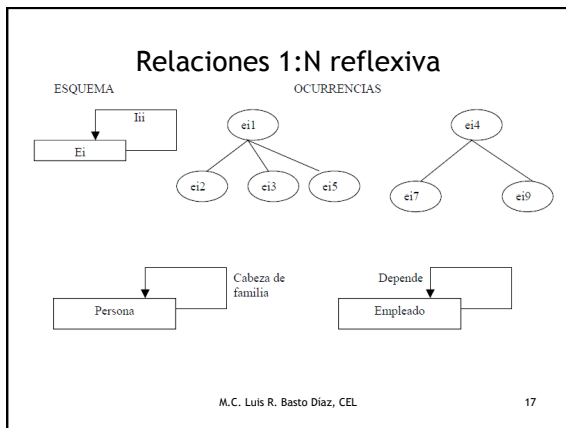 Relaciones 1:N reflexiva
ESQUEMA
OCURRENCIAS
Iii
Ei
ei1
ei4
ei2
ei3
ei5
ei7
ei9
Cabeza de
familia
Persona
Depende
Empleado
M.C. Luis R. Basto Díaz, CEL
17